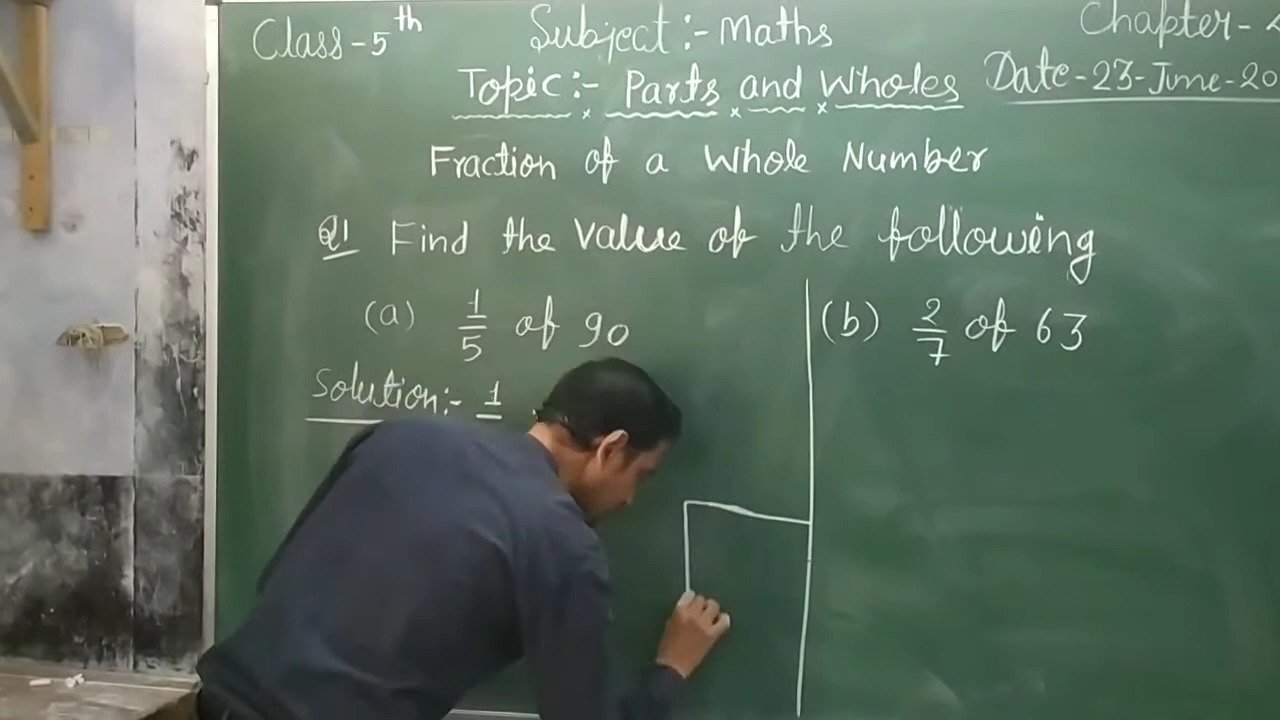 Class-5th Subject:- Maths Chapter-
Topic:- Parts and Wholes Date-23-June-20
Fraction of a Whole Number
Q1 Find the value of the following
(a) 1/5 of 90 (b) 2/7 of 63
Solution:- 1